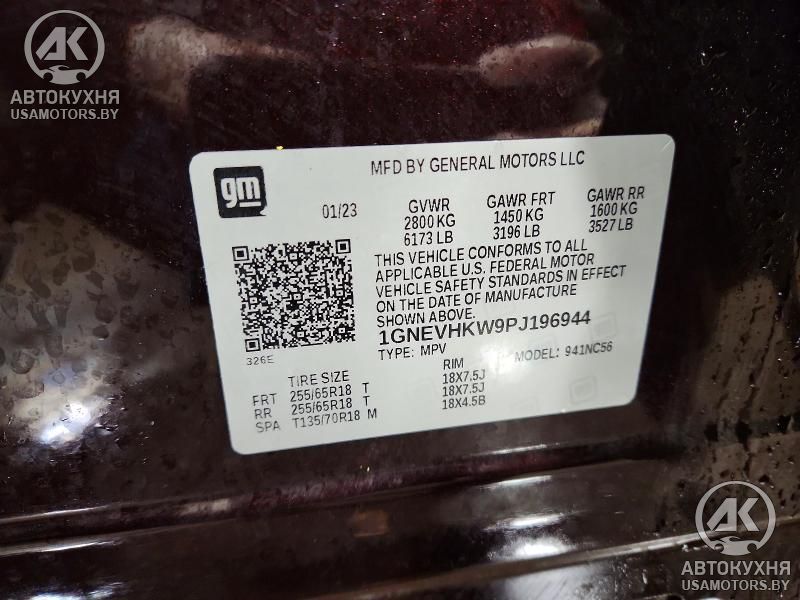 AK
АВТОКУХНЯ
USAMOTORS.BY
gm
MFD BY GENERAL MOTORS LLC
01/23
GVWR GAWR FRT GAWR RR
2800 KG 1450 KG 1600 KG
6173 LB 3196 LB 3527 LB
THIS VEHICLE CONFORMS TO ALL
APPLICABLE U.S. FEDERAL MOTOR
VEHICLE SAFETY STANDARDS IN EFFECT
ON THE DATE OF MANUFACTURE
SHOWN ABOVE.
1GNEVHKW9PJ196944
326E
TYPE: MPV MODEL: 941NC56
TIRE SIZE RIM
FRT 255/65R18 T 18X7.5J
RR 255/65R18 T 18X7.5J
SPA T135/70R18 M 18X4.5B
AK
АВТОКУХНЯ
USAMOTORS.BY